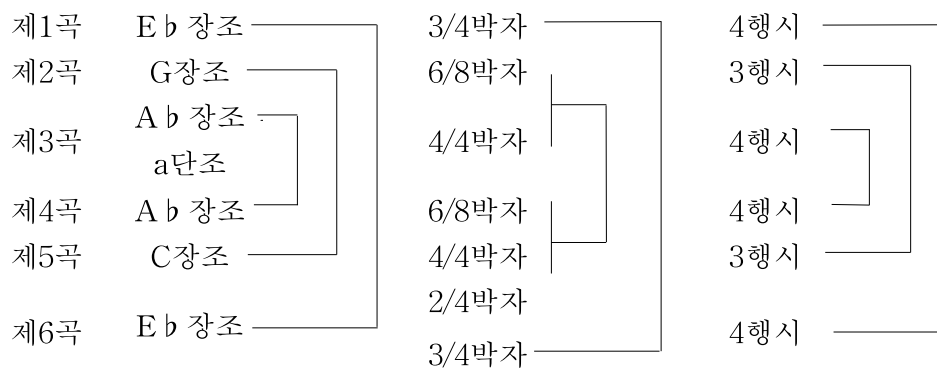 제1곡 E♭장조 3/4박자 4행시
제2곡 G장조 6/8박자 3행시
A♭장조
제3곡 4/4박자 4행시
a단조
제4곡 A♭장조 6/8박자 4행시
제5곡 C장조 4/4박자 3행시
2/4박자
제6곡 E♭장조 4행시
3/4박자